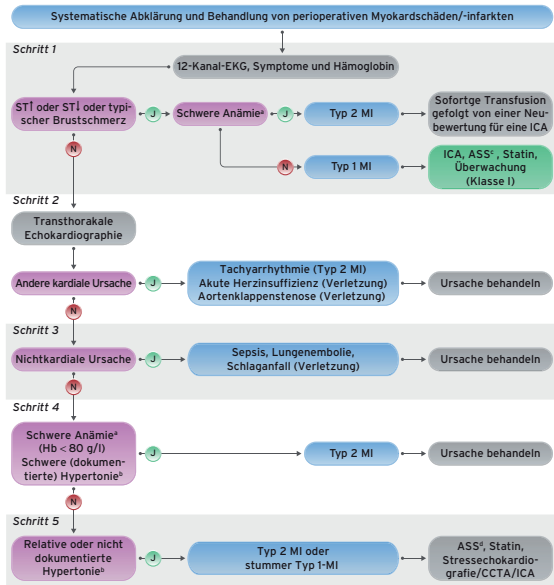 Systematische Abklärung und Behandlung von perioperativen Myokardschäden/-infarkten
Schritt 1
12-Kanal-EKG, Symptome und Hämoglobin
ST↑ oder ST↓ oder typi-
scher Brustschmerz
J
Schwere Anämieᵃ
J
Typ 2 MI
Sofortge Transfusion
gefolgt von einer Neu-
bewertung für eine ICA
N
N
Typ 1 MI
ICA, ASSᶜ, Statin,
Überwachung
(Klasse I)
Schritt 2
Transthorakale
Echokardiographie
Andere kardiale Ursache
J
Tachyarrhythmie (Typ 2 MI)
Akute Herzinsuffizienz (Verletzung)
Aortenklappenstenose (Verletzung)
Ursache behandeln
N
Schritt 3
Nichtkardiale Ursache
J
Sepsis, Lungenembolie,
Schlaganfall (Verletzung)
Ursache behandeln
N
Schritt 4
Schwere Anämieᵃ
(Hb < 80 g/l)
Schwere (dokumen-
tierte) Hypertonieᵇ
J
Typ 2 MI
Ursache behandeln
N
Schritt 5
Relative oder nicht
dokumentierte
Hypertonieᵇ
J
Typ 2 MI oder
stummer Typ 1-MI
ASSᵈ, Statin,
Stressechokardio-
grafie/CCTA/ICA